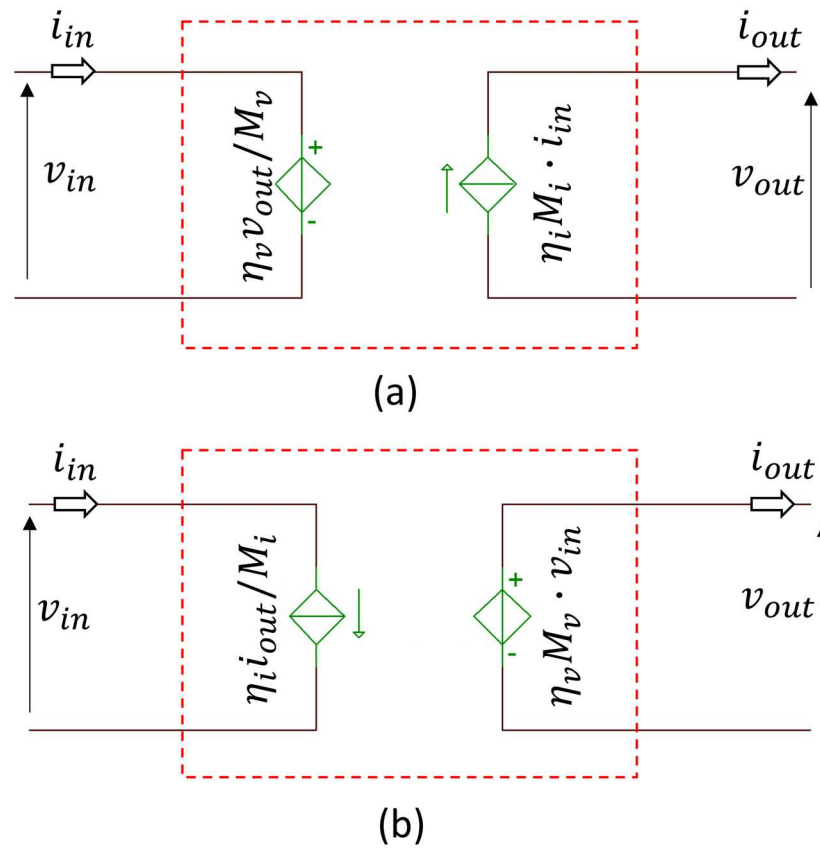 i_in i_out
v_in η_v v_out/M_v + - η_i M_i · i_in v_out
(a)
i_in i_out
v_in η_i i_out/M_i η_v M_v · v_in + - v_out
(b)